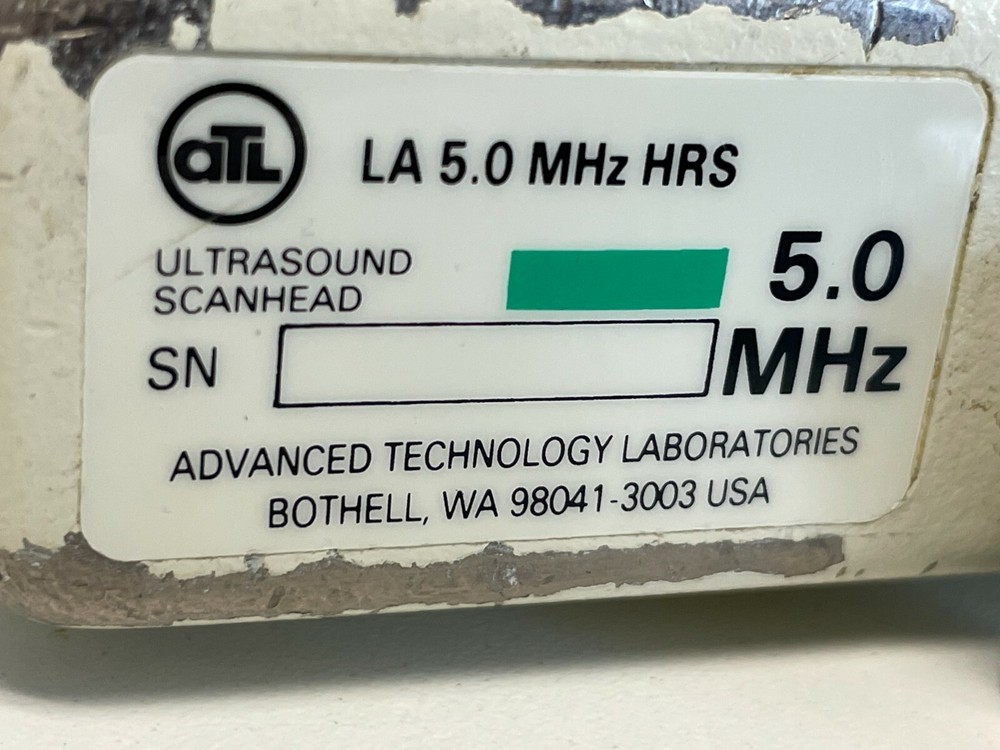 aTL
LA 5.0 MHz HRS
ULTRASOUND
SCANHEAD
5.0
MHz
SN
ADVANCED TECHNOLOGY LABORATORIES
BOTHELL, WA 98041-3003 USA